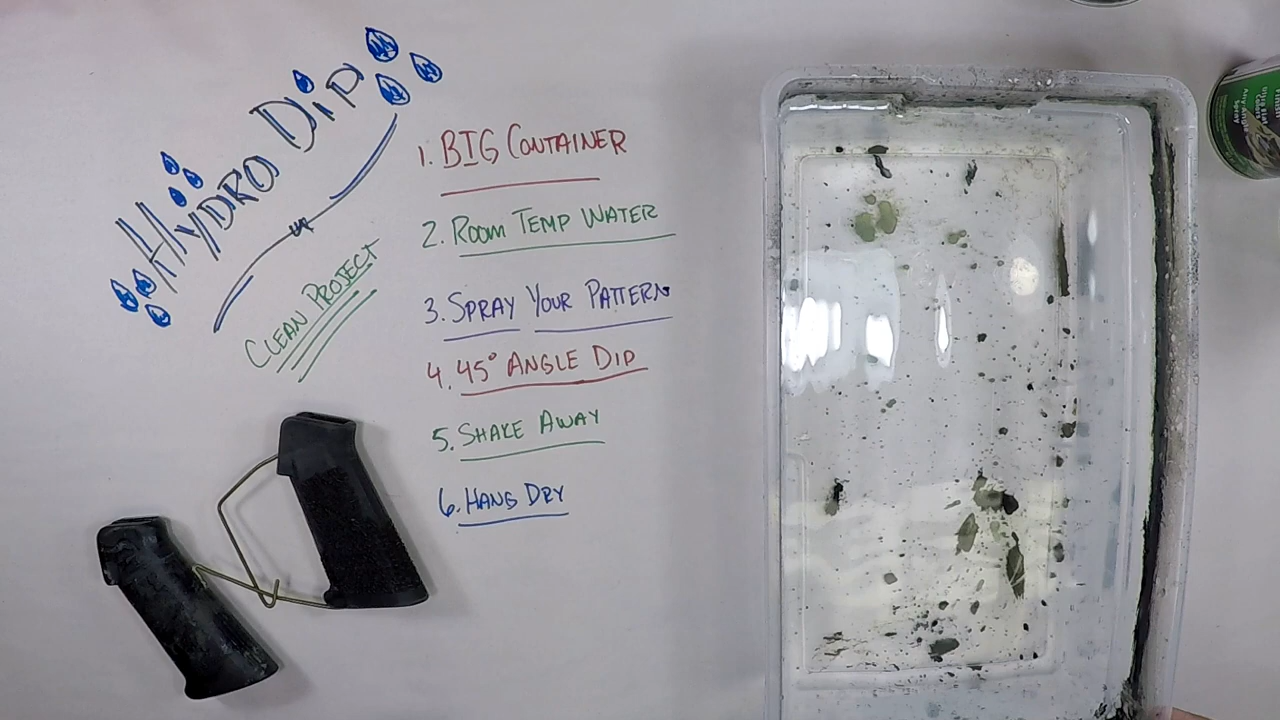 HYDRO DIP
CLEAN PROJECT
1. BIG CONTAINER
2. ROOM TEMP WATER
3. SPRAY YOUR PATTERN
4. 45° ANGLE DIP
5. SHAKE AWAY
6. HANG DRY